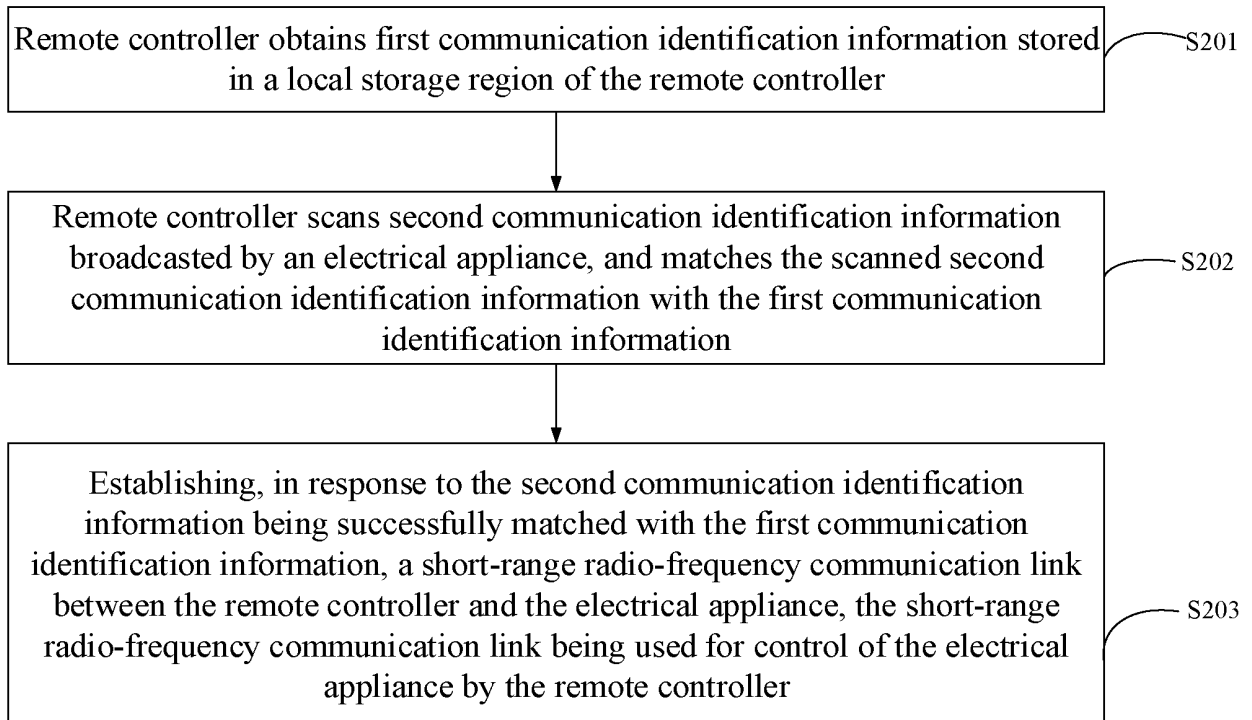 Remote controller obtains first communication identification information stored
in a local storage region of the remote controller
S201
Remote controller scans second communication identification information
broadcasted by an electrical appliance, and matches the scanned second
communication identification information with the first communication
identification information
S202
Establishing, in response to the second communication identification
information being successfully matched with the first communication
identification information, a short-range radio-frequency communication link
between the remote controller and the electrical appliance, the short-range
radio-frequency communication link being used for control of the electrical
appliance by the remote controller
S203